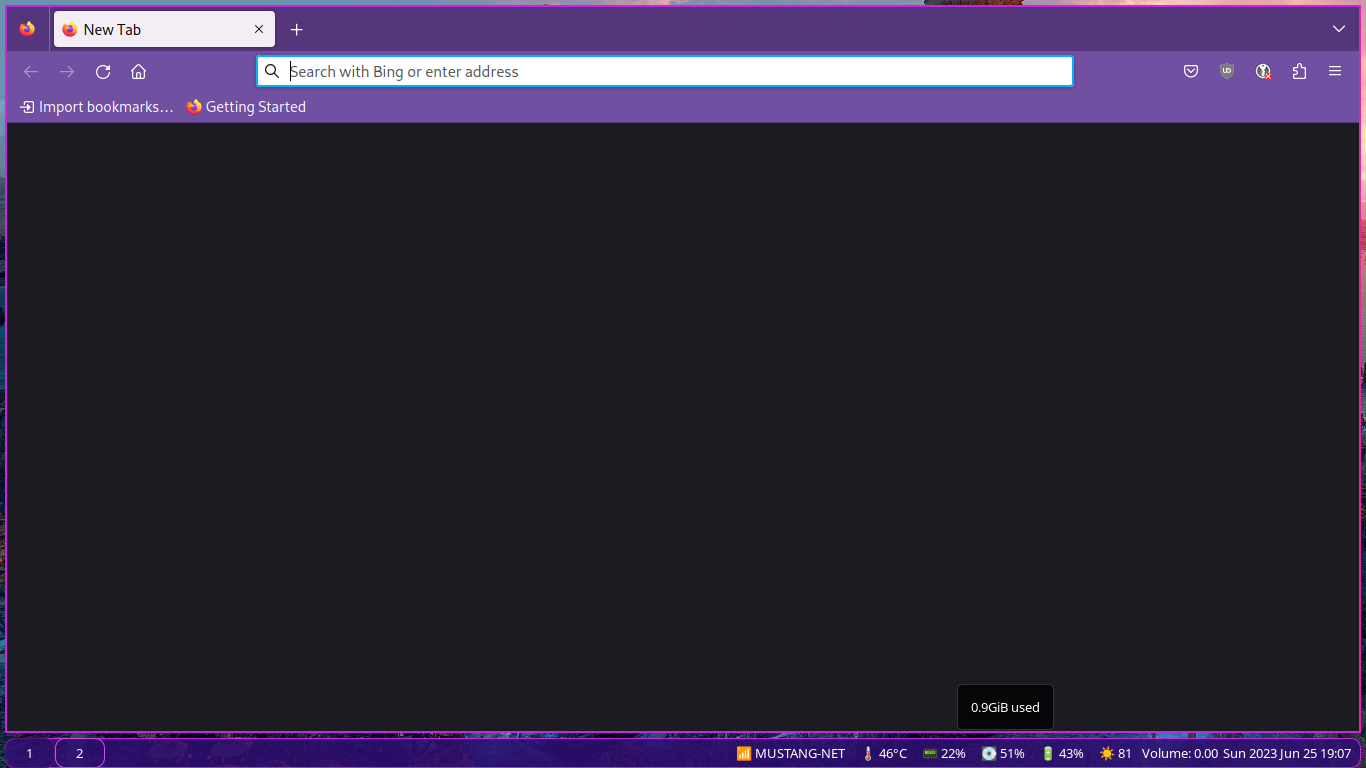 New Tab
Search with Bing or enter address
Import bookmarks... Getting Started
0.9GiB used
1 2 MUSTANG-NET 46°C 22% 51% 43% 81 Volume: 0.00 Sun 2023 Jun 25 19:07